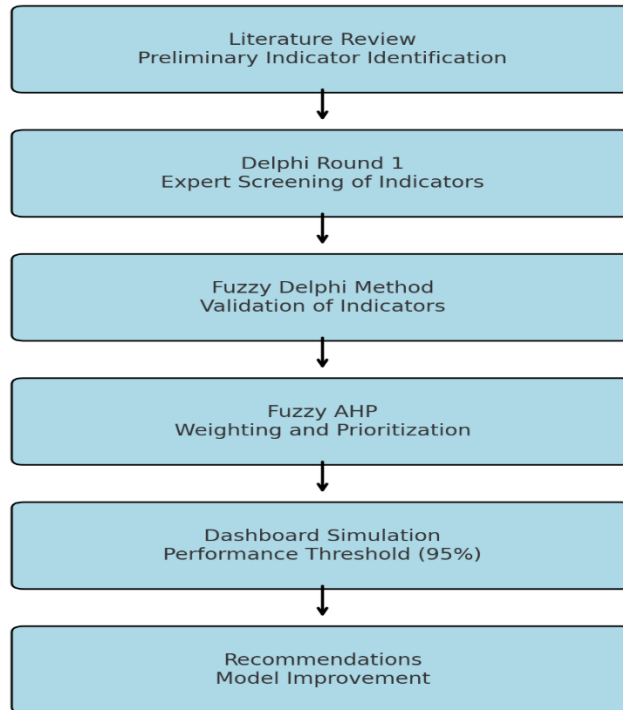 Literature Review
Preliminary Indicator Identification
Delphi Round 1
Expert Screening of Indicators
Fuzzy Delphi Method
Validation of Indicators
Fuzzy AHP
Weighting and Prioritization
Dashboard Simulation
Performance Threshold (95%)
Recommendations
Model Improvement